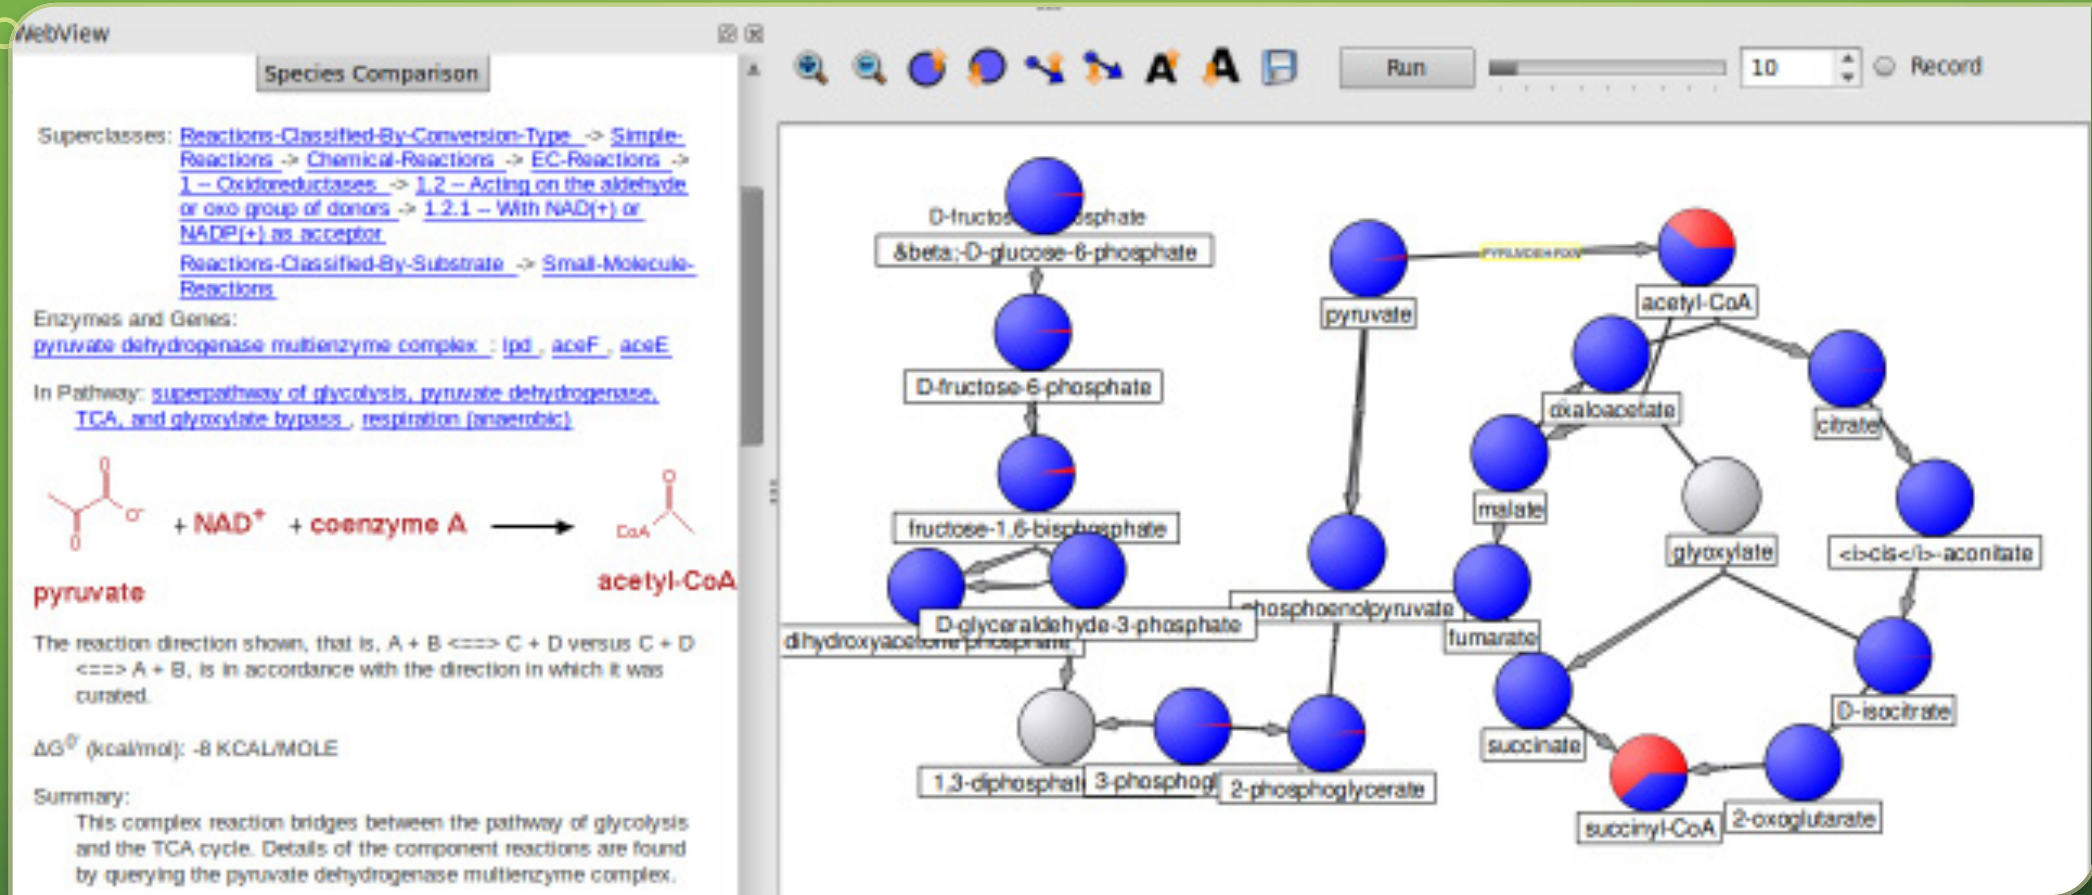 WebView
Species Comparison
Superclasses: Reactions-Classified-By-Conversion-Type -> Simple-
Reactions -> Chemical-Reactions -> EC-Reactions ->
1 -- Oxidoreductases -> 1.2 -- Acting on the aldehyde
or oxo group of donors -> 1.2.1 -- With NAD(+) or
NADP(+) as acceptor
Reactions-Classified-By-Substrate -> Small-Molecule-
Reactions
Enzymes and Genes:
pyruvate dehydrogenase multienzyme complex : lpd , aceF , aceE
In Pathway: superpathway of glycolysis, pyruvate dehydrogenase,
TCA, and glyoxylate bypass , respiration (anaerobic)
O
O⁻
O
+ NAD⁺ + coenzyme A
O
CoA
pyruvate
acetyl-CoA
The reaction direction shown, that is, A + B <==> C + D versus C + D
<==> A + B, is in accordance with the direction in which it was
curated.
ΔG⁰' (kcal/mol): -8 KCAL/MOLE
Summary:
This complex reaction bridges between the pathway of glycolysis
and the TCA cycle. Details of the component reactions are found
by querying the pyruvate dehydrogenase multienzyme complex.
A A
Run
10
Record
&beta;-D-glucose-6-phosphate
D-fructose-6-phosphate
fructose-1,6-bisphosphate
D-glyceraldehyde-3-phosphate
dihydroxyacetone-phosphate
1,3-diphosphat
3-phosphogl
2-phosphoglycerate
pyruvate
phosphoenolpyruvate
acetyl-CoA
oxaloacetate
citrate
malate
glyoxylate
<i>cis</i>-aconitate
fumarate
succinate
D-isocitrate
succinyl-CoA
2-oxoglutarate